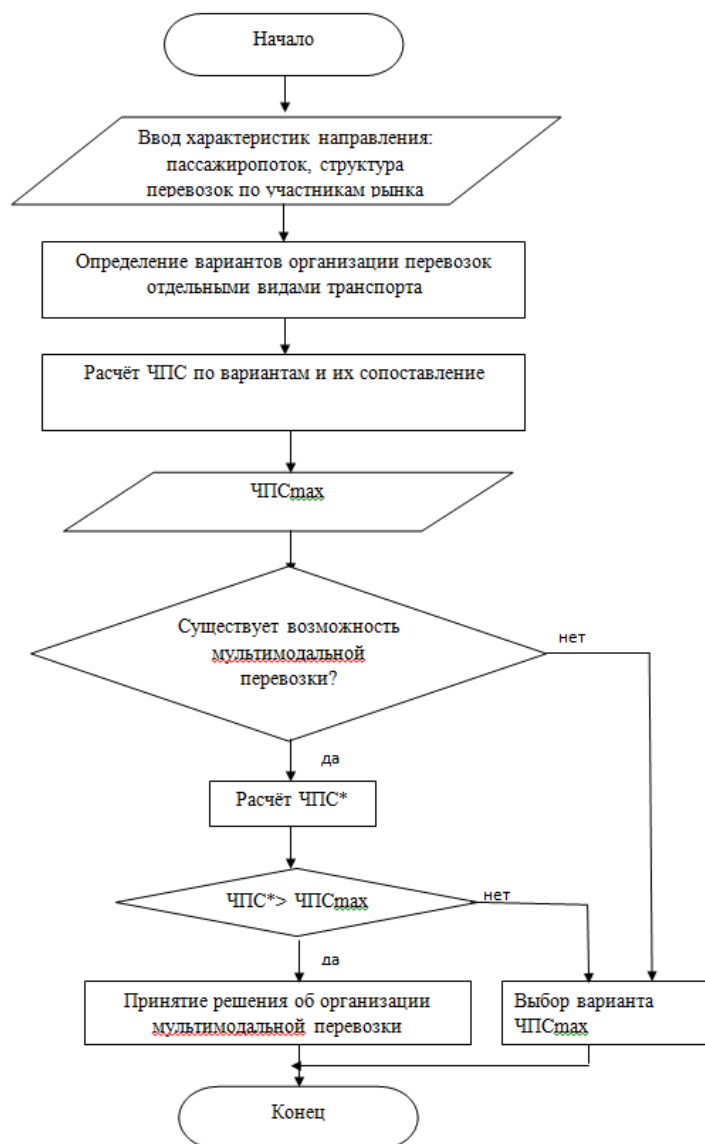 Начало
Ввод характеристик направления:
пассажиропоток, структура
перевозок по участникам рынка
Определение вариантов организации перевозок
отдельными видами транспорта
Расчёт ЧПС по вариантам и их сопоставление
ЧПСmax
Существует возможность
мультимодальной
перевозки?
нет
да
Расчёт ЧПС*
ЧПС*> ЧПСmax
нет
да
Принятие решения об организации
мультимодальной перевозки
Выбор варианта
ЧПСmax
Конец